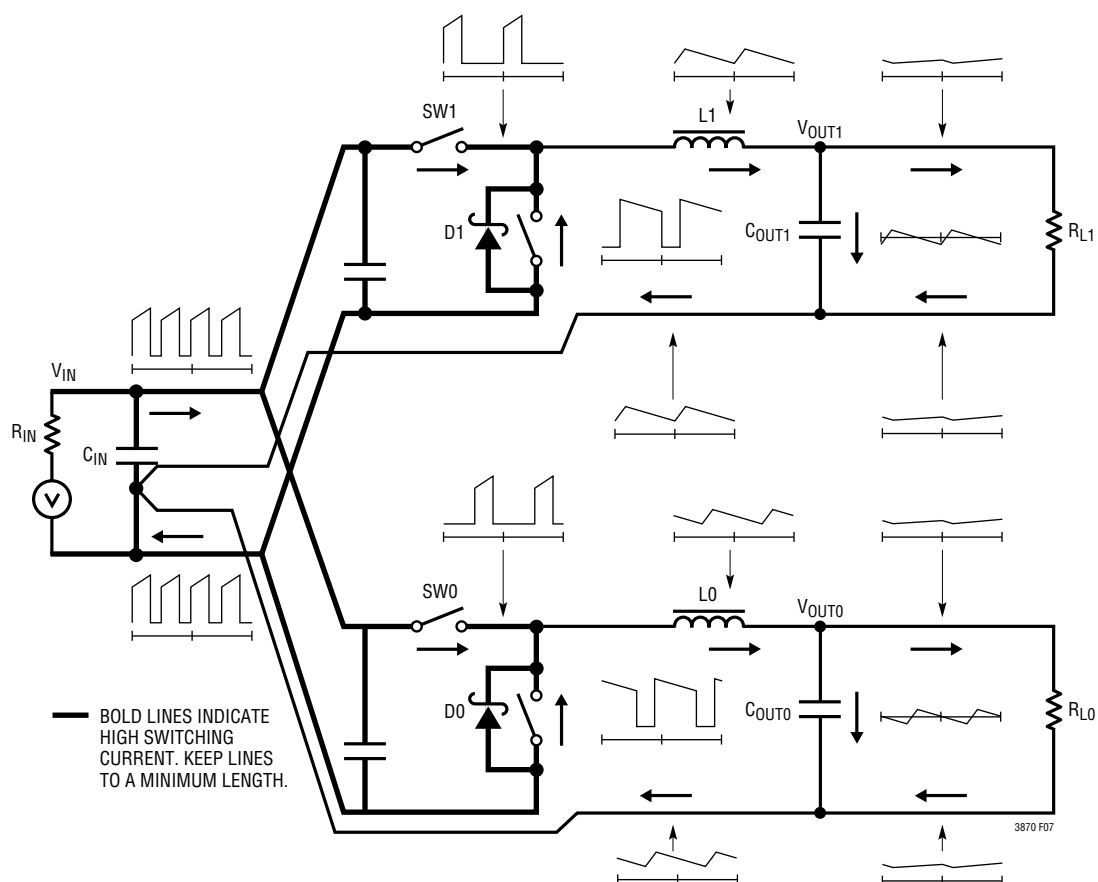 SW1
L1
VOUT1
D1
COUT1
RL1
VIN
RIN
CIN
V
SW0
L0
VOUT0
D0
COUT0
RL0
BOLD LINES INDICATE
HIGH SWITCHING
CURRENT. KEEP LINES
TO A MINIMUM LENGTH.
3870 F07